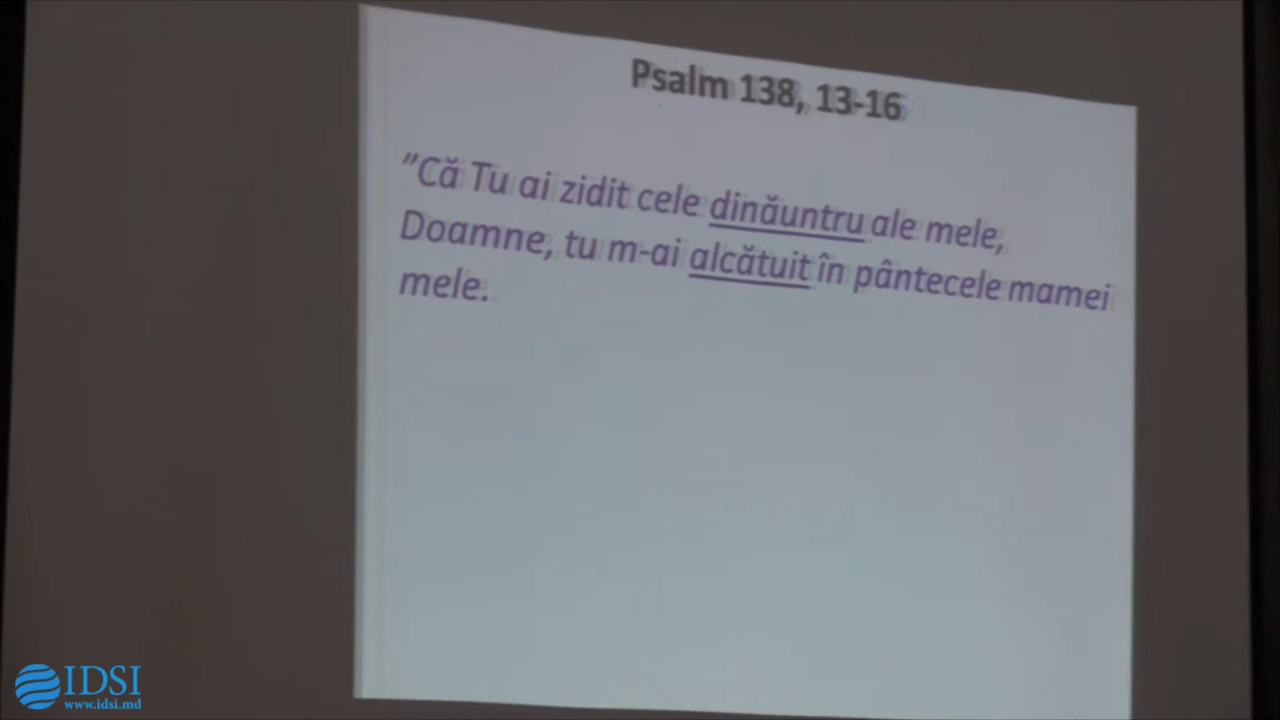 Psalm 138, 13-16
”Că Tu ai zidit cele dinăuntru ale mele,
Doamne, tu m-ai alcătuit în pântecele mamei
mele.
IDSI
www.idsi.md